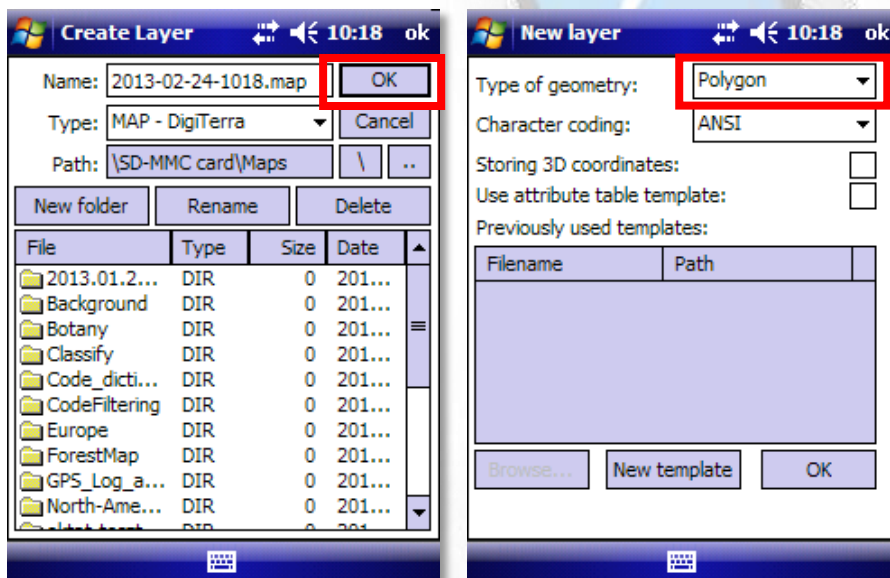 Create Layer 10:18 ok
Name: 2013-02-24-1018.map OK
Type: MAP - DigiTerra Cancel
Path: \SD-MMC card\Maps \ ..
New folder Rename Delete
File Type Size Date
2013.01.2... DIR 0 201...
Background DIR 0 201...
Botany DIR 0 201...
Classify DIR 0 201...
Code_dicti... DIR 0 201...
CodeFiltering DIR 0 201...
Europe DIR 0 201...
ForestMap DIR 0 201...
GPS_Log_a... DIR 0 201...
North-Ame... DIR 0 201...
New layer 10:18 ok
Type of geometry: Polygon
Character coding: ANSI
Storing 3D coordinates:
Use attribute table template:
Previously used templates:
Filename Path
Browse... New template OK